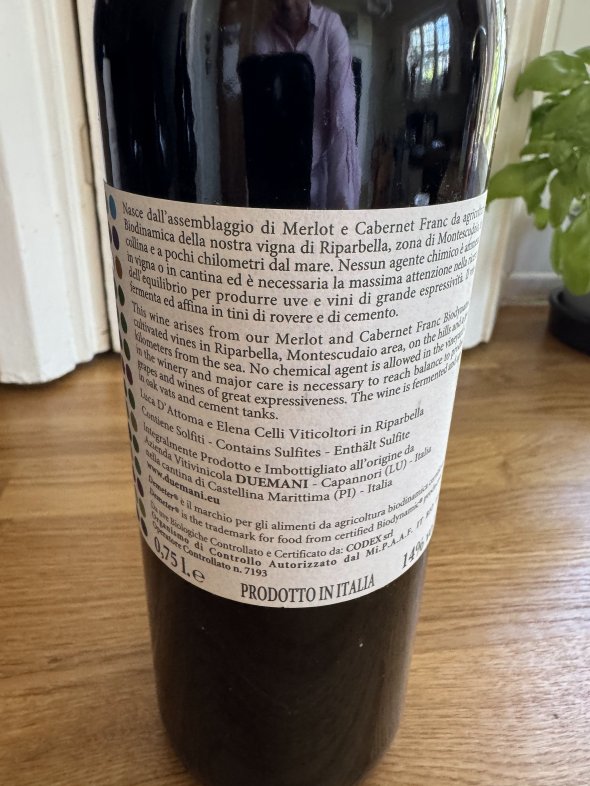 Nasce dall'assemblaggio di Merlot e Cabernet Franc da
Biodinamica della nostra vigna di Riparbella, zona di Montescudaio,
collina e a pochi chilometri dal mare. Nessun agente chimico è
in vigna o in cantina ed è necessaria la massima attenzione nella
dell'equilibrio per produrre uve e vini di grande espressività. Il
fermenta ed affina in tini di rovere e di cemento.
This wine arises from our Merlot and Cabernet Franc
cultivated vines in Riparbella, Montescudaio area, on the hills and
kilometers from the sea. No chemical agent is allowed in the
in the winery and major care is necessary to reach balance to
grapes and wines of great expressiveness. The wine is fermented and
in oak vats and cement tanks.
Luca D'Attoma e Elena Celli Viticoltori in Riparbella
Contiene Solfiti - Contains Sulfites - Enthält Sulfite
Integralmente Prodotto e Imbottigliato all'origine da
Azienda Vitivinicola DUEMANI - Capannori (LU) - Italia
nella cantina di Castellina Marittima (PI) - Italia
www.duemani.eu
Demeter® è il marchio per gli alimenti da agricoltura biodinamica
Demeter® is the trademark for food from certified Biodynamic®
Da uve Biologiche Controllato e Certificato da: CODEX srl
Organismo di Controllo Autorizzato dal Mi.P.A.A.F. IT
Operatore Controllato n. 7193
0,75 l. e
PRODOTTO IN ITALIA
14%